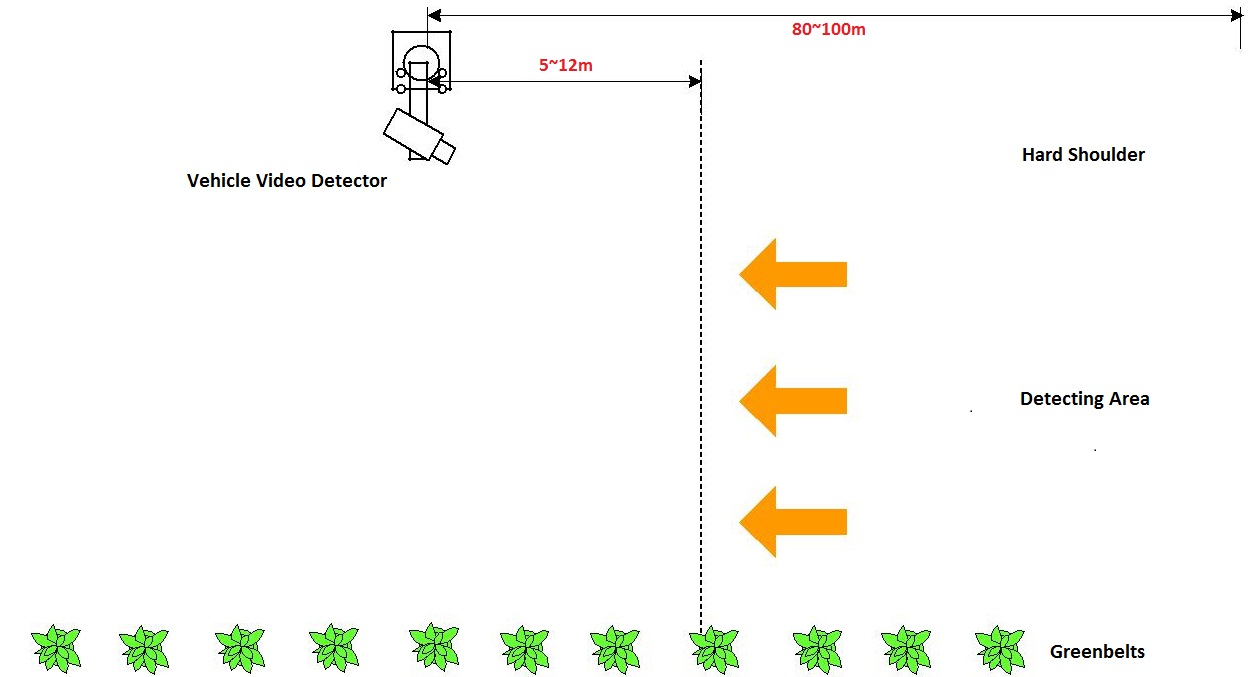 80~100m
5~12m
Hard Shoulder
Vehicle Video Detector
Detecting Area
Greenbelts